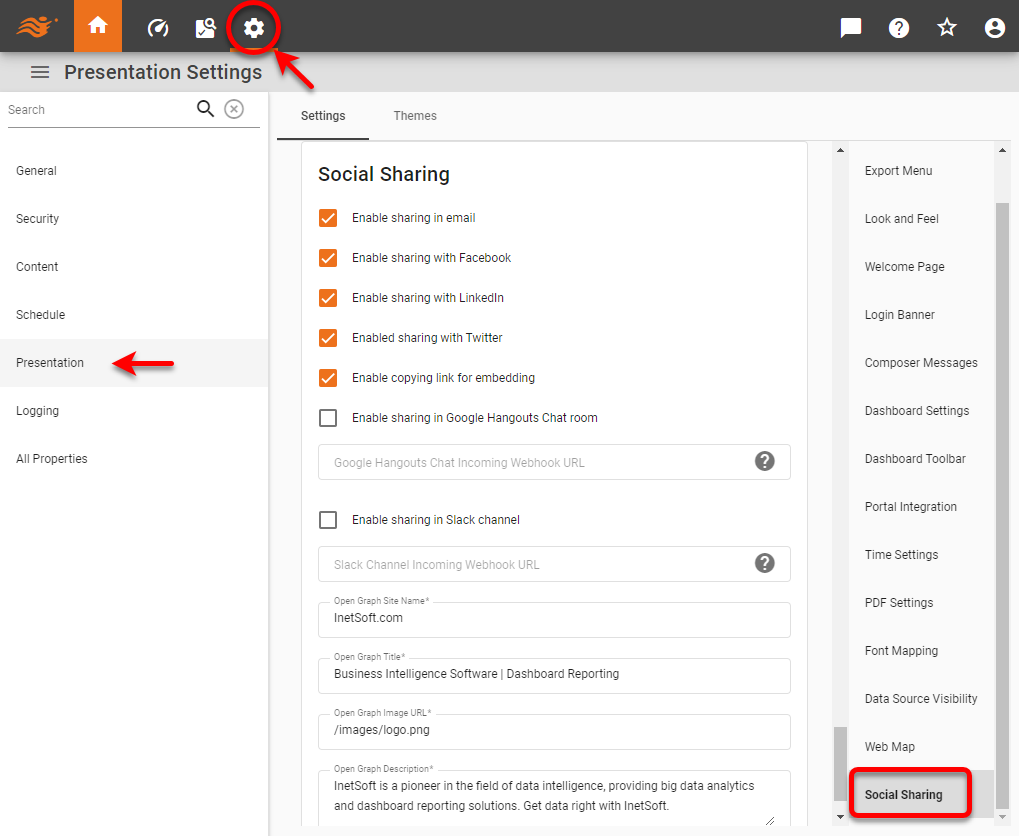 Presentation Settings
Search
General
Security
Content
Schedule
Presentation
Logging
All Properties
Settings
Themes
Social Sharing
Enable sharing in email
Enable sharing with Facebook
Enable sharing with LinkedIn
Enabled sharing with Twitter
Enable copying link for embedding
Enable sharing in Google Hangouts Chat room
Google Hangouts Chat Incoming Webhook URL
Enable sharing in Slack channel
Slack Channel Incoming Webhook URL
Open Graph Site Name*
InetSoft.com
Open Graph Title*
Business Intelligence Software | Dashboard Reporting
Open Graph Image URL*
/images/logo.png
Open Graph Description*
InetSoft is a pioneer in the field of data intelligence, providing big data analytics
and dashboard reporting solutions. Get data right with InetSoft.
Export Menu
Look and Feel
Welcome Page
Login Banner
Composer Messages
Dashboard Settings
Dashboard Toolbar
Portal Integration
Time Settings
PDF Settings
Font Mapping
Data Source Visibility
Web Map
Social Sharing